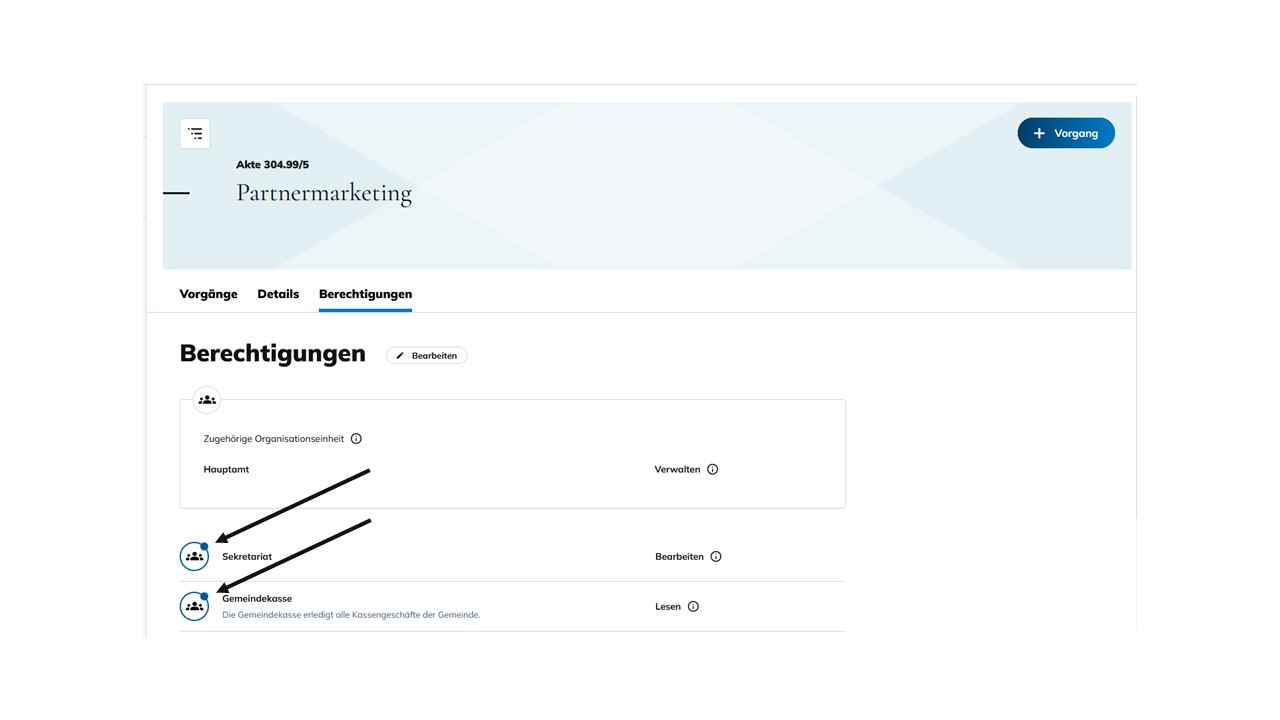 + Vorgang
Akte 304.99/5
Partnermarketing
Vorgänge Details Berechtigungen
Berechtigungen Bearbeiten
Zugehörige Organisationseinheit
Hauptamt Verwalten
Sekretariat Bearbeiten
Gemeindekasse
Die Gemeindekasse erledigt alle Kassengeschäfte der Gemeinde.
Lesen